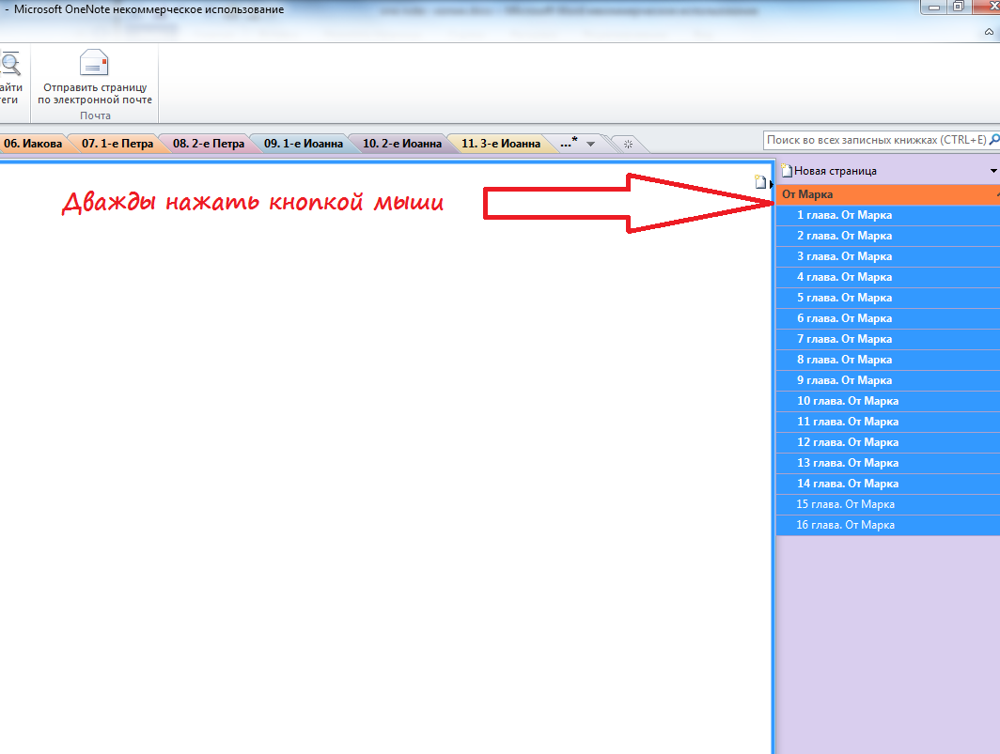 - Microsoft OneNote некоммерческое использование
айти
теги
Отправить страницу
по электронной почте
Почта
06. Иакова
07. 1-е Петра
08. 2-е Петра
09. 1-е Иоанна
10. 2-е Иоанна
11. 3-е Иоанна
...*
Поиск во всех записных книжках (CTRL+E)
Новая страница
Дважды нажать кнопкой мыши
От Марка
1 глава. От Марка
2 глава. От Марка
3 глава. От Марка
4 глава. От Марка
5 глава. От Марка
6 глава. От Марка
7 глава. От Марка
8 глава. От Марка
9 глава. От Марка
10 глава. От Марка
11 глава. От Марка
12 глава. От Марка
13 глава. От Марка
14 глава. От Марка
15 глава. От Марка
16 глава. От Марка